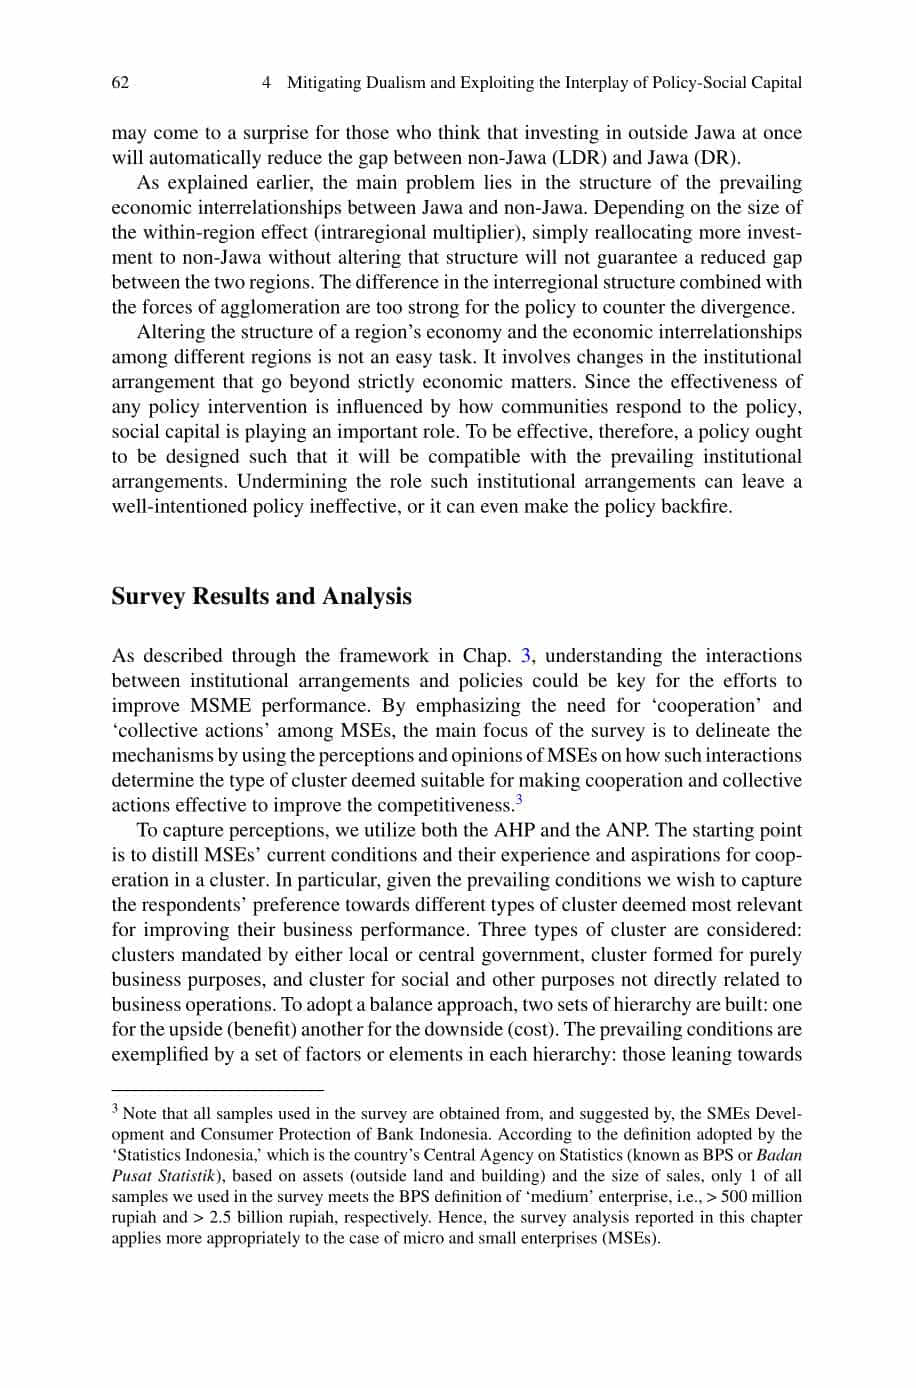 62 4 Mitigating Dualism and Exploiting the Interplay of Policy-Social Capital
may come to a surprise for those who think that investing in outside Jawa at once
will automatically reduce the gap between non-Jawa (LDR) and Jawa (DR).
As explained earlier, the main problem lies in the structure of the prevailing
economic interrelationships between Jawa and non-Jawa. Depending on the size of
the within-region effect (intraregional multiplier), simply reallocating more invest-
ment to non-Jawa without altering that structure will not guarantee a reduced gap
between the two regions. The difference in the interregional structure combined with
the forces of agglomeration are too strong for the policy to counter the divergence.
Altering the structure of a region’s economy and the economic interrelationships
among different regions is not an easy task. It involves changes in the institutional
arrangement that go beyond strictly economic matters. Since the effectiveness of
any policy intervention is influenced by how communities respond to the policy,
social capital is playing an important role. To be effective, therefore, a policy ought
to be designed such that it will be compatible with the prevailing institutional
arrangements. Undermining the role such institutional arrangements can leave a
well-intentioned policy ineffective, or it can even make the policy backfire.
Survey Results and Analysis
As described through the framework in Chap. 3, understanding the interactions
between institutional arrangements and policies could be key for the efforts to
improve MSME performance. By emphasizing the need for ‘cooperation’ and
‘collective actions’ among MSEs, the main focus of the survey is to delineate the
mechanisms by using the perceptions and opinions of MSEs on how such interactions
determine the type of cluster deemed suitable for making cooperation and collective
actions effective to improve the competitiveness.3
To capture perceptions, we utilize both the AHP and the ANP. The starting point
is to distill MSEs’ current conditions and their experience and aspirations for coop-
eration in a cluster. In particular, given the prevailing conditions we wish to capture
the respondents’ preference towards different types of cluster deemed most relevant
for improving their business performance. Three types of cluster are considered:
clusters mandated by either local or central government, cluster formed for purely
business purposes, and cluster for social and other purposes not directly related to
business operations. To adopt a balance approach, two sets of hierarchy are built: one
for the upside (benefit) another for the downside (cost). The prevailing conditions are
exemplified by a set of factors or elements in each hierarchy: those leaning towards
3 Note that all samples used in the survey are obtained from, and suggested by, the SMEs Devel-
opment and Consumer Protection of Bank Indonesia. According to the definition adopted by the
‘Statistics Indonesia,’ which is the country’s Central Agency on Statistics (known as BPS or Badan
Pusat Statistik), based on assets (outside land and building) and the size of sales, only 1 of all
samples we used in the survey meets the BPS definition of ‘medium’ enterprise, i.e., > 500 million
rupiah and > 2.5 billion rupiah, respectively. Hence, the survey analysis reported in this chapter
applies more appropriately to the case of micro and small enterprises (MSEs).